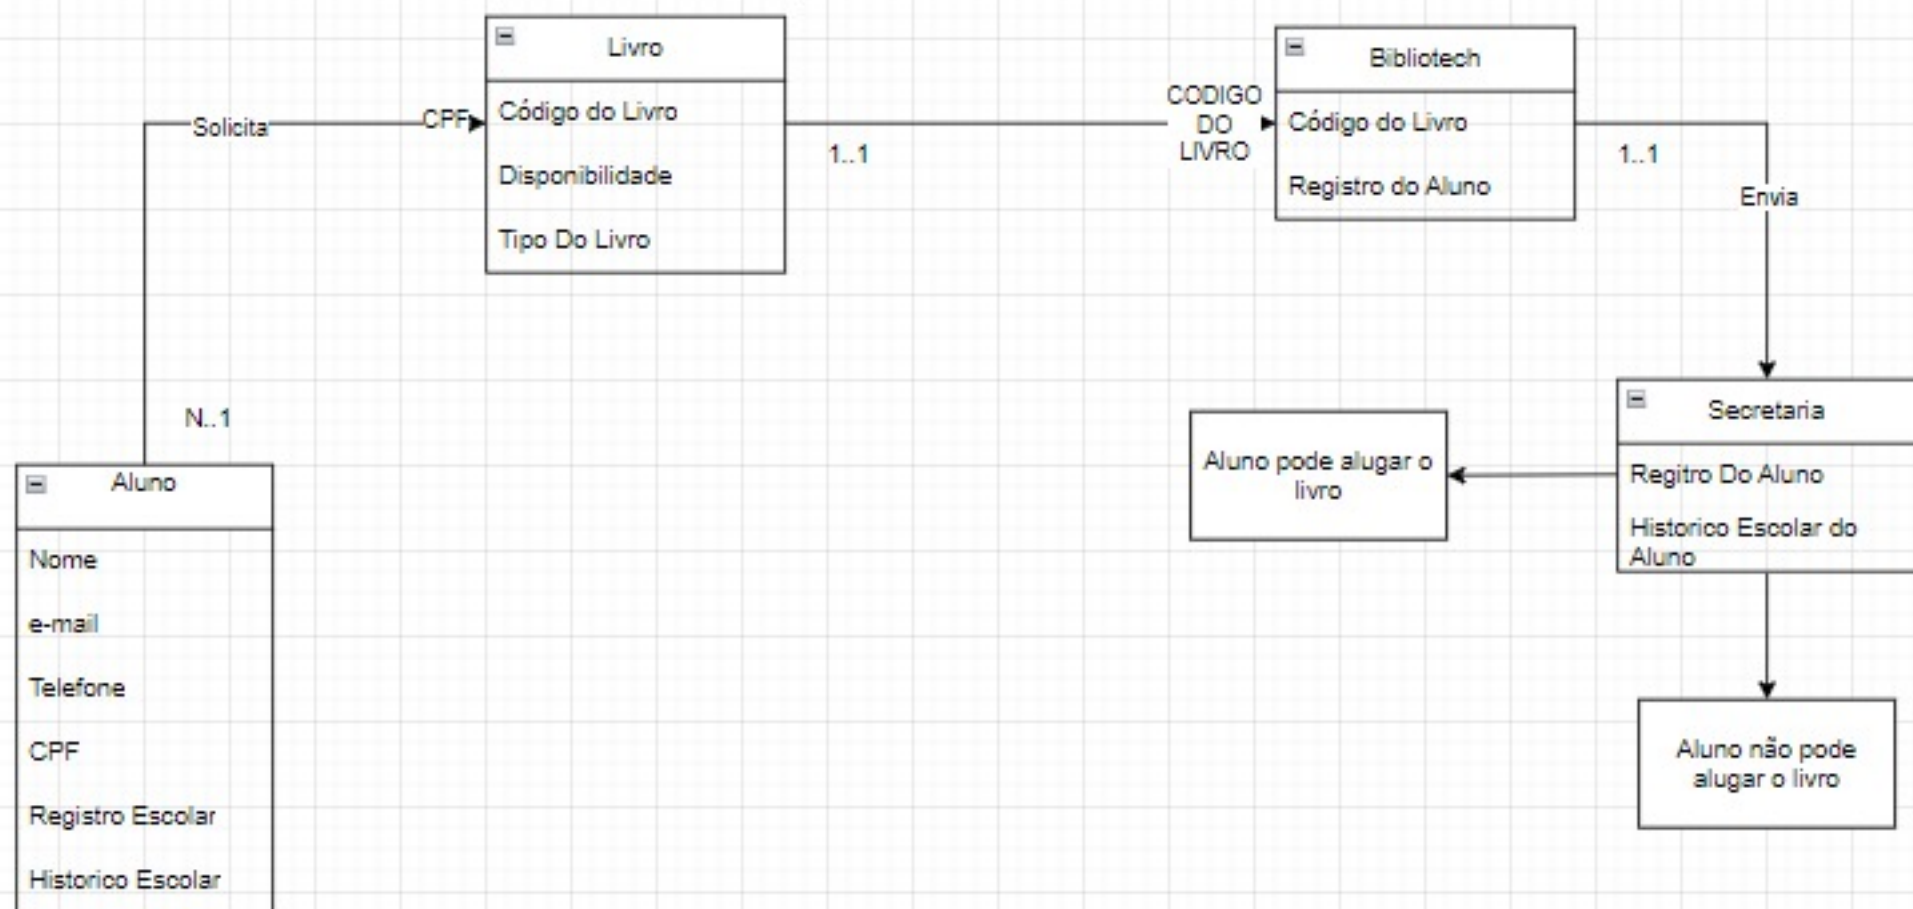 Livro
Código do Livro
Disponibilidade
Tipo Do Livro
Solicita
CPF
1..1
CODIGO
DO
LIVRO
Bibliotech
Código do Livro
Registro do Aluno
1..1
Envia
N..1
Aluno
Nome
e-mail
Telefone
CPF
Registro Escolar
Historico Escolar
Aluno pode alugar o
livro
Secretaria
Regitro Do Aluno
Historico Escolar do
Aluno
Aluno não pode
alugar o livro